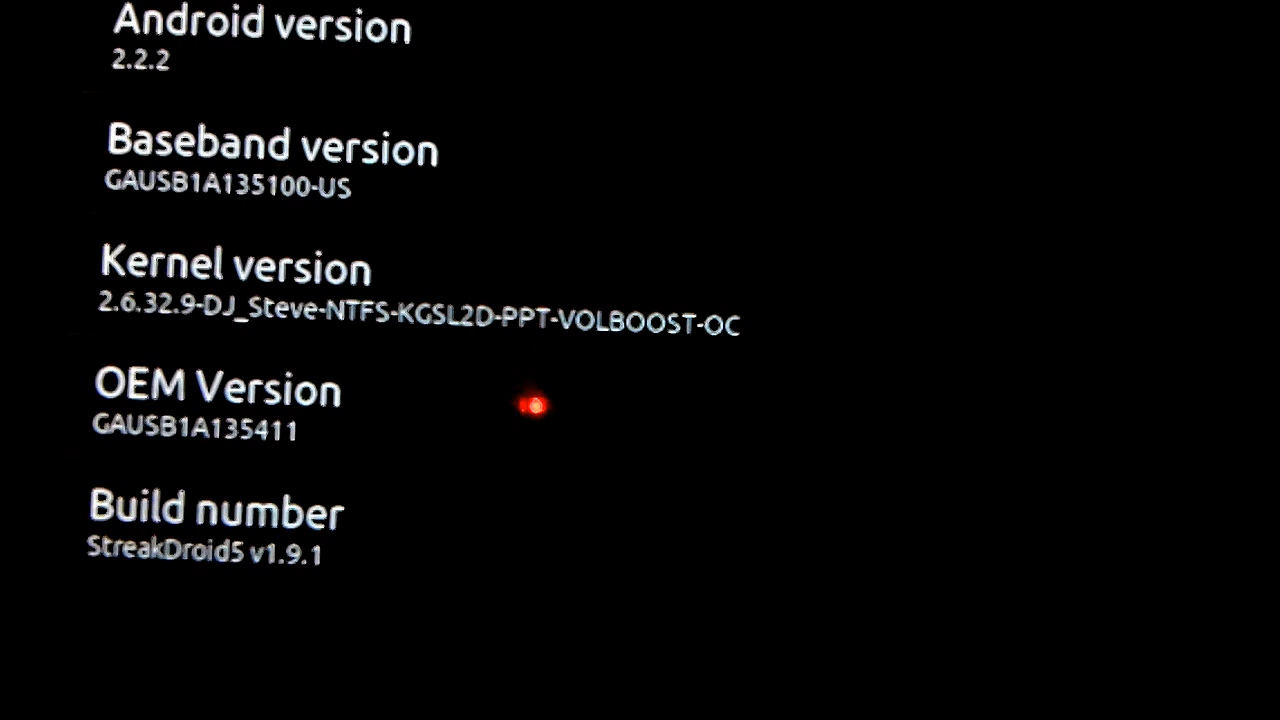 Android version
2.2.2
Baseband version
GAUSB1A135100-US
Kernel version
2.6.32.9-DJ_Steve-NTFS-KGSL2D-PPT-VOLBOOST-OC
OEM Version
GAUSB1A135411
Build number
StreakDroid5 v1.9.1